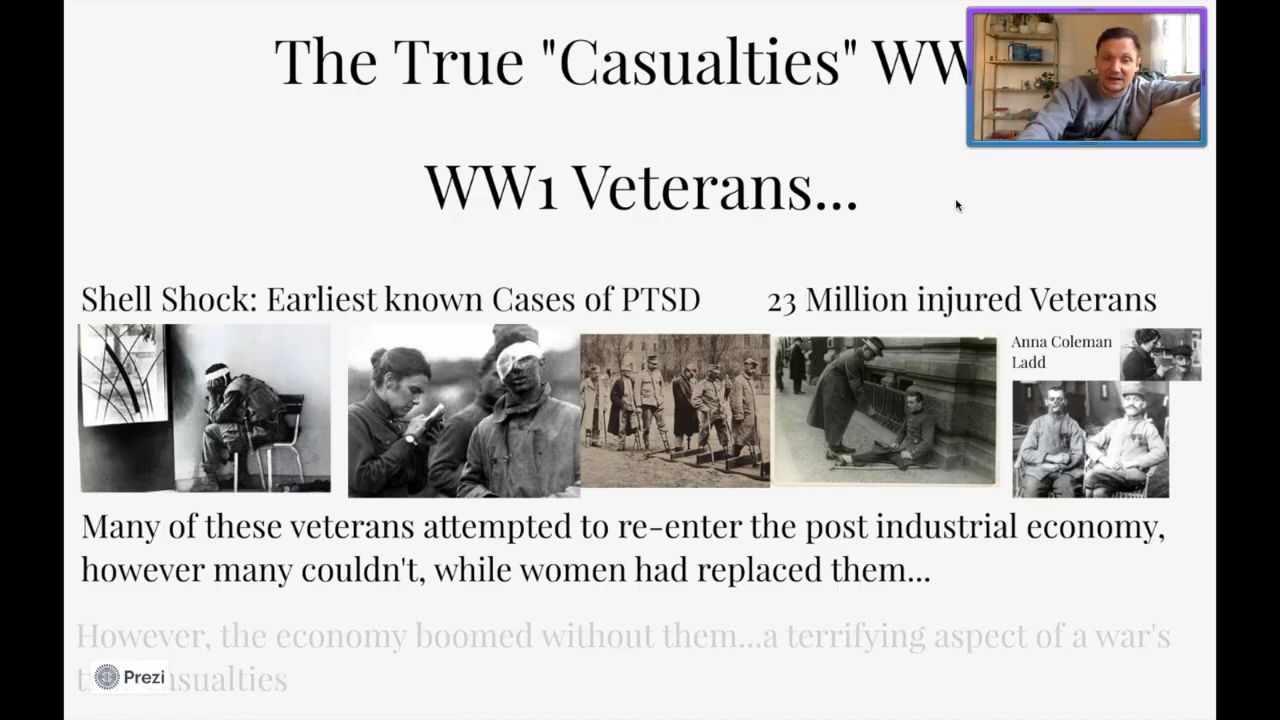 The True "Casualties" WW
WW1 Veterans...
Shell Shock: Earliest known Cases of PTSD
23 Million injured Veterans
Anna Coleman
Ladd
Many of these veterans attempted to re-enter the post industrial economy,
however many couldn't, while women had replaced them...
However, the economy boomed without them...a terrifying aspect of a war's
Prezi